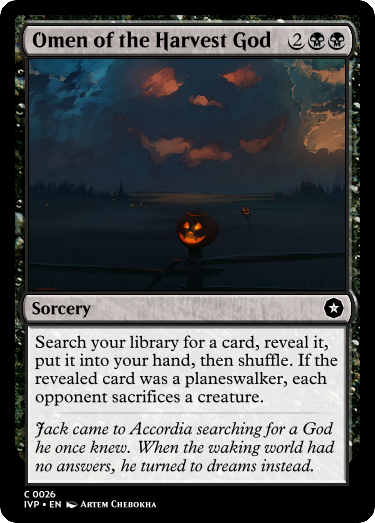 Omen of the Harvest God 2
Sorcery
Search your library for a card, reveal it,
put it into your hand, then shuffle. If the
revealed card was a planeswalker, each
opponent sacrifices a creature.
Jack came to Accordia searching for a God
he once knew. When the waking world had
no answers, he turned to dreams instead.
C 0026
IVP • EN Artem Chebokha